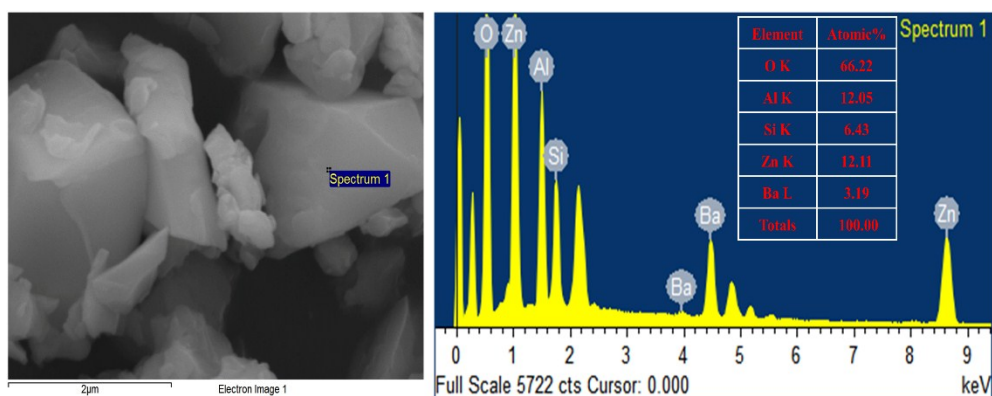 Spectrum 1
2µm
Electron Image 1
O
Zn
Al
Si
Ba
Ba
Zn
Spectrum 1
Element Atomic%
O K 66.22
Al K 12.05
Si K 6.43
Zn K 12.11
Ba L 3.19
Totals 100.00
0 1 2 3 4 5 6 7 8 9
Full Scale 5722 cts Cursor: 0.000 keV